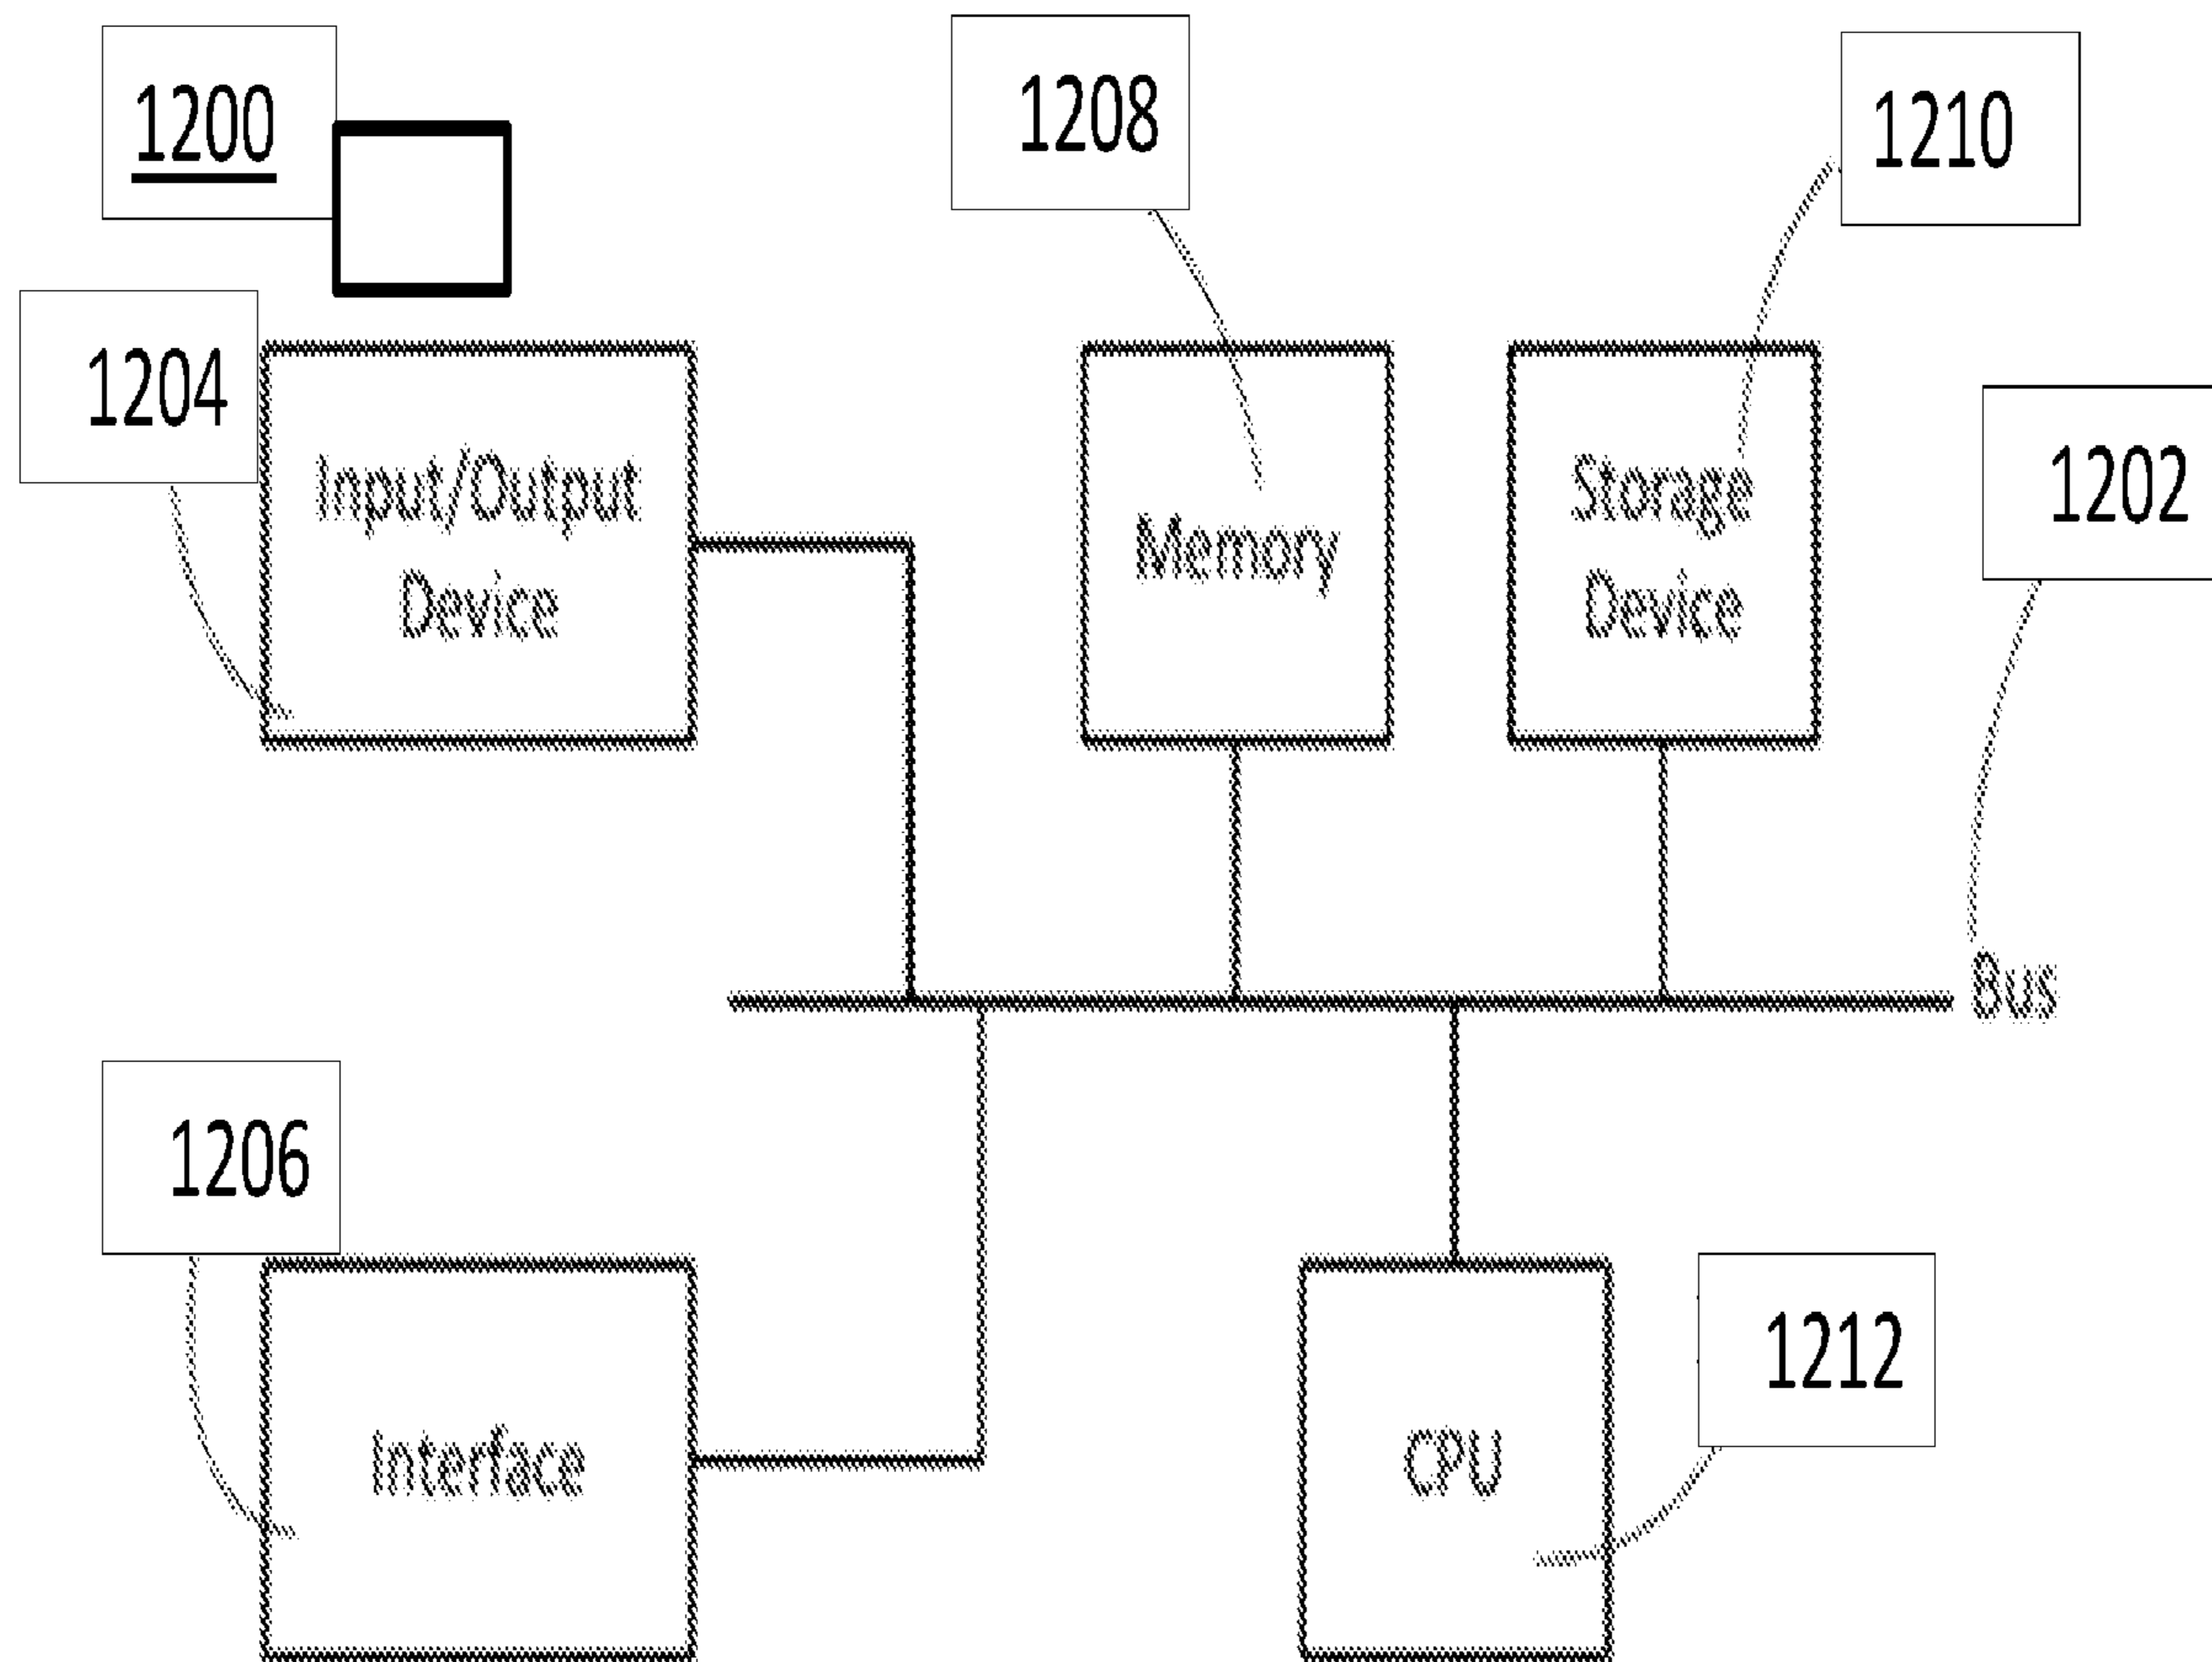 1200
1208
1210
1204
1202
Input/Output
Device
Memory
Storage
Device
Bus
1206
1212
Interface
CPU